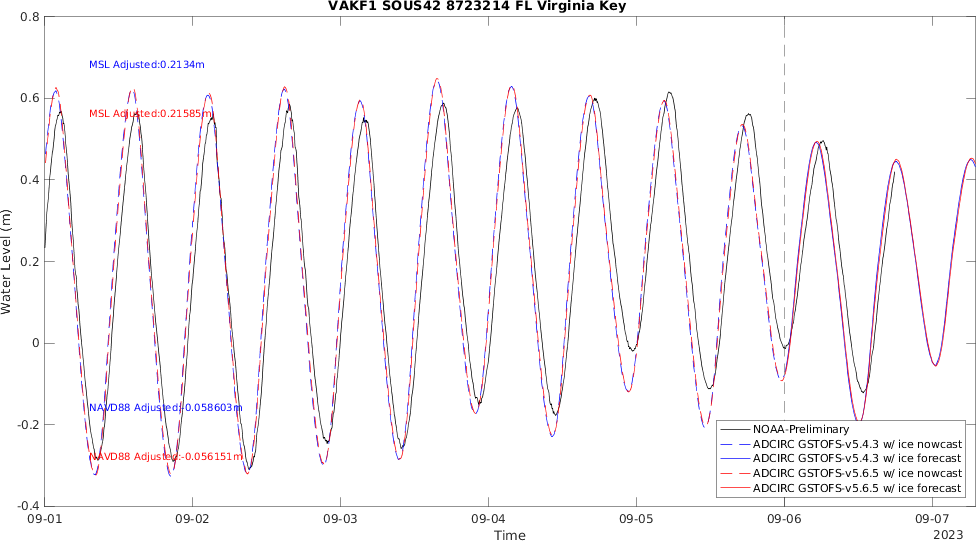 VAKF1 SOUS42 8723214 FL Virginia Key
0.8
MSL Adjusted:0.2134m
0.6
MSL Adjusted:0.21585m
0.4
Water Level (m)
0.2
0
NAVD88 Adjusted:-0.058603m
-0.2
NAVD88 Adjusted:-0.056151m
NOAA-Preliminary
ADCIRC GSTOFS-v5.4.3 w/ ice nowcast
ADCIRC GSTOFS-v5.4.3 w/ ice forecast
ADCIRC GSTOFS-v5.6.5 w/ ice nowcast
ADCIRC GSTOFS-v5.6.5 w/ ice forecast
-0.4
09-01 09-02 09-03 09-04 09-05 09-06 09-07
Time
2023